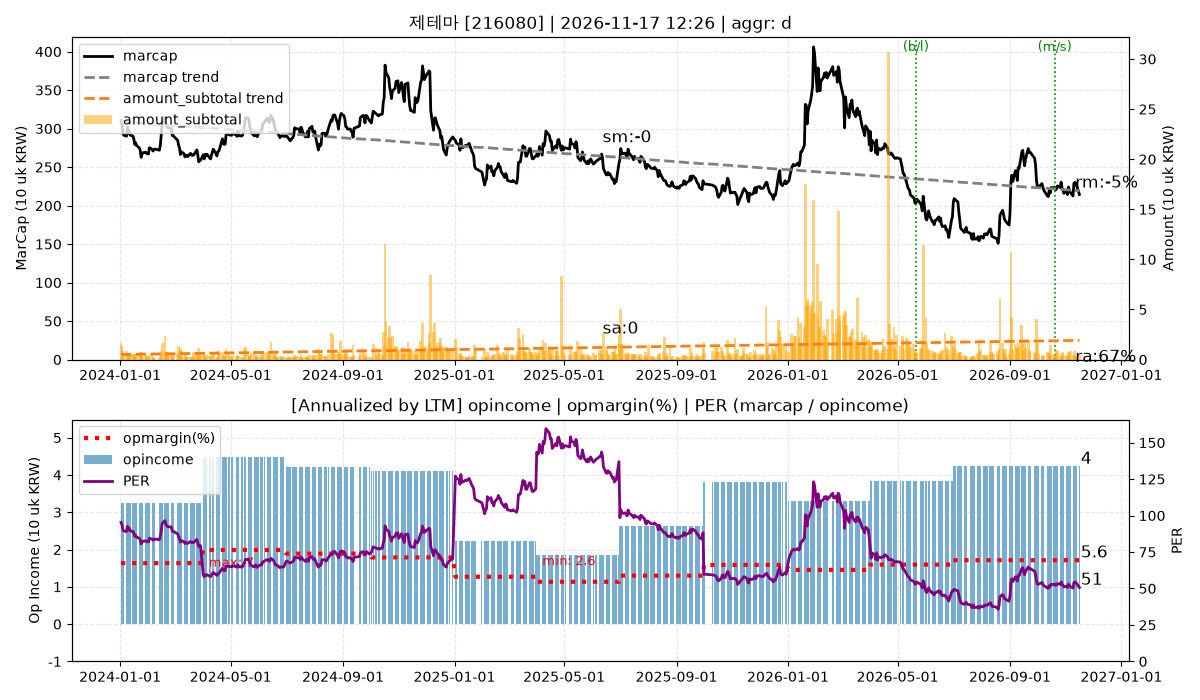 제테마 [216080] | 2026-11-17 12:26 | aggr: d
marcap
marcap trend
amount_subtotal trend
amount_subtotal
(b/l)
(m/s)
sm:-0
rm:-5%
sa:0
ra:67%
MarCap (10 uk KRW)
400
350
300
250
200
150
100
50
0
Amount (10 uk KRW)
30
25
20
15
10
5
0
2024-01-01
2024-05-01
2024-09-01
2025-01-01
2025-05-01
2025-09-01
2026-01-01
2026-05-01
2026-09-01
2027-01-01
[Annualized by LTM] opincome | opmargin(%) | PER (marcap / opincome)
opmargin(%)
opincome
PER
max:
min: 2.6
4
5.6
51
Op Income (10 uk KRW)
5
4
3
2
1
0
-1
PER
150
125
100
75
50
25
0
2024-01-01
2024-05-01
2024-09-01
2025-01-01
2025-05-01
2025-09-01
2026-01-01
2026-05-01
2026-09-01
2027-01-01